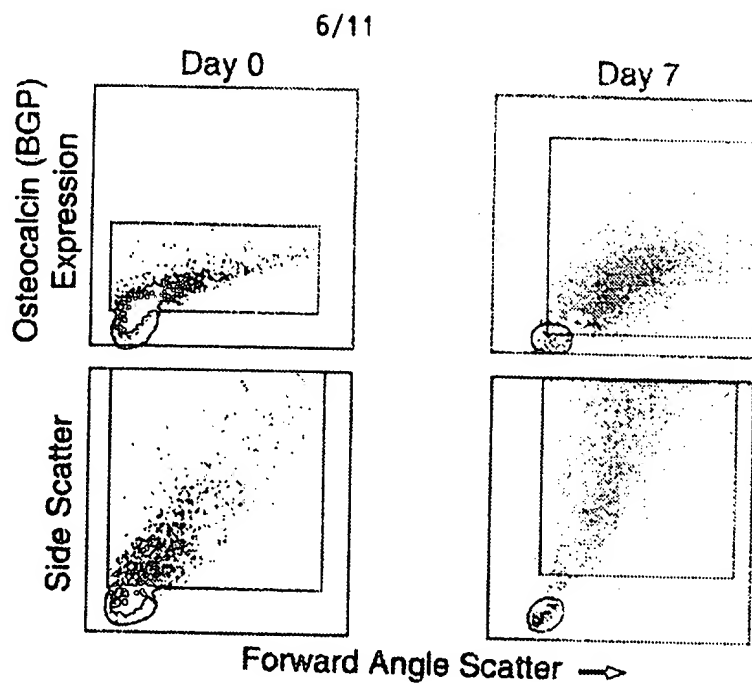 6/11
Day 0
Day 7
Osteocalcin (BGP)
Expression
Side Scatter
Forward Angle Scatter